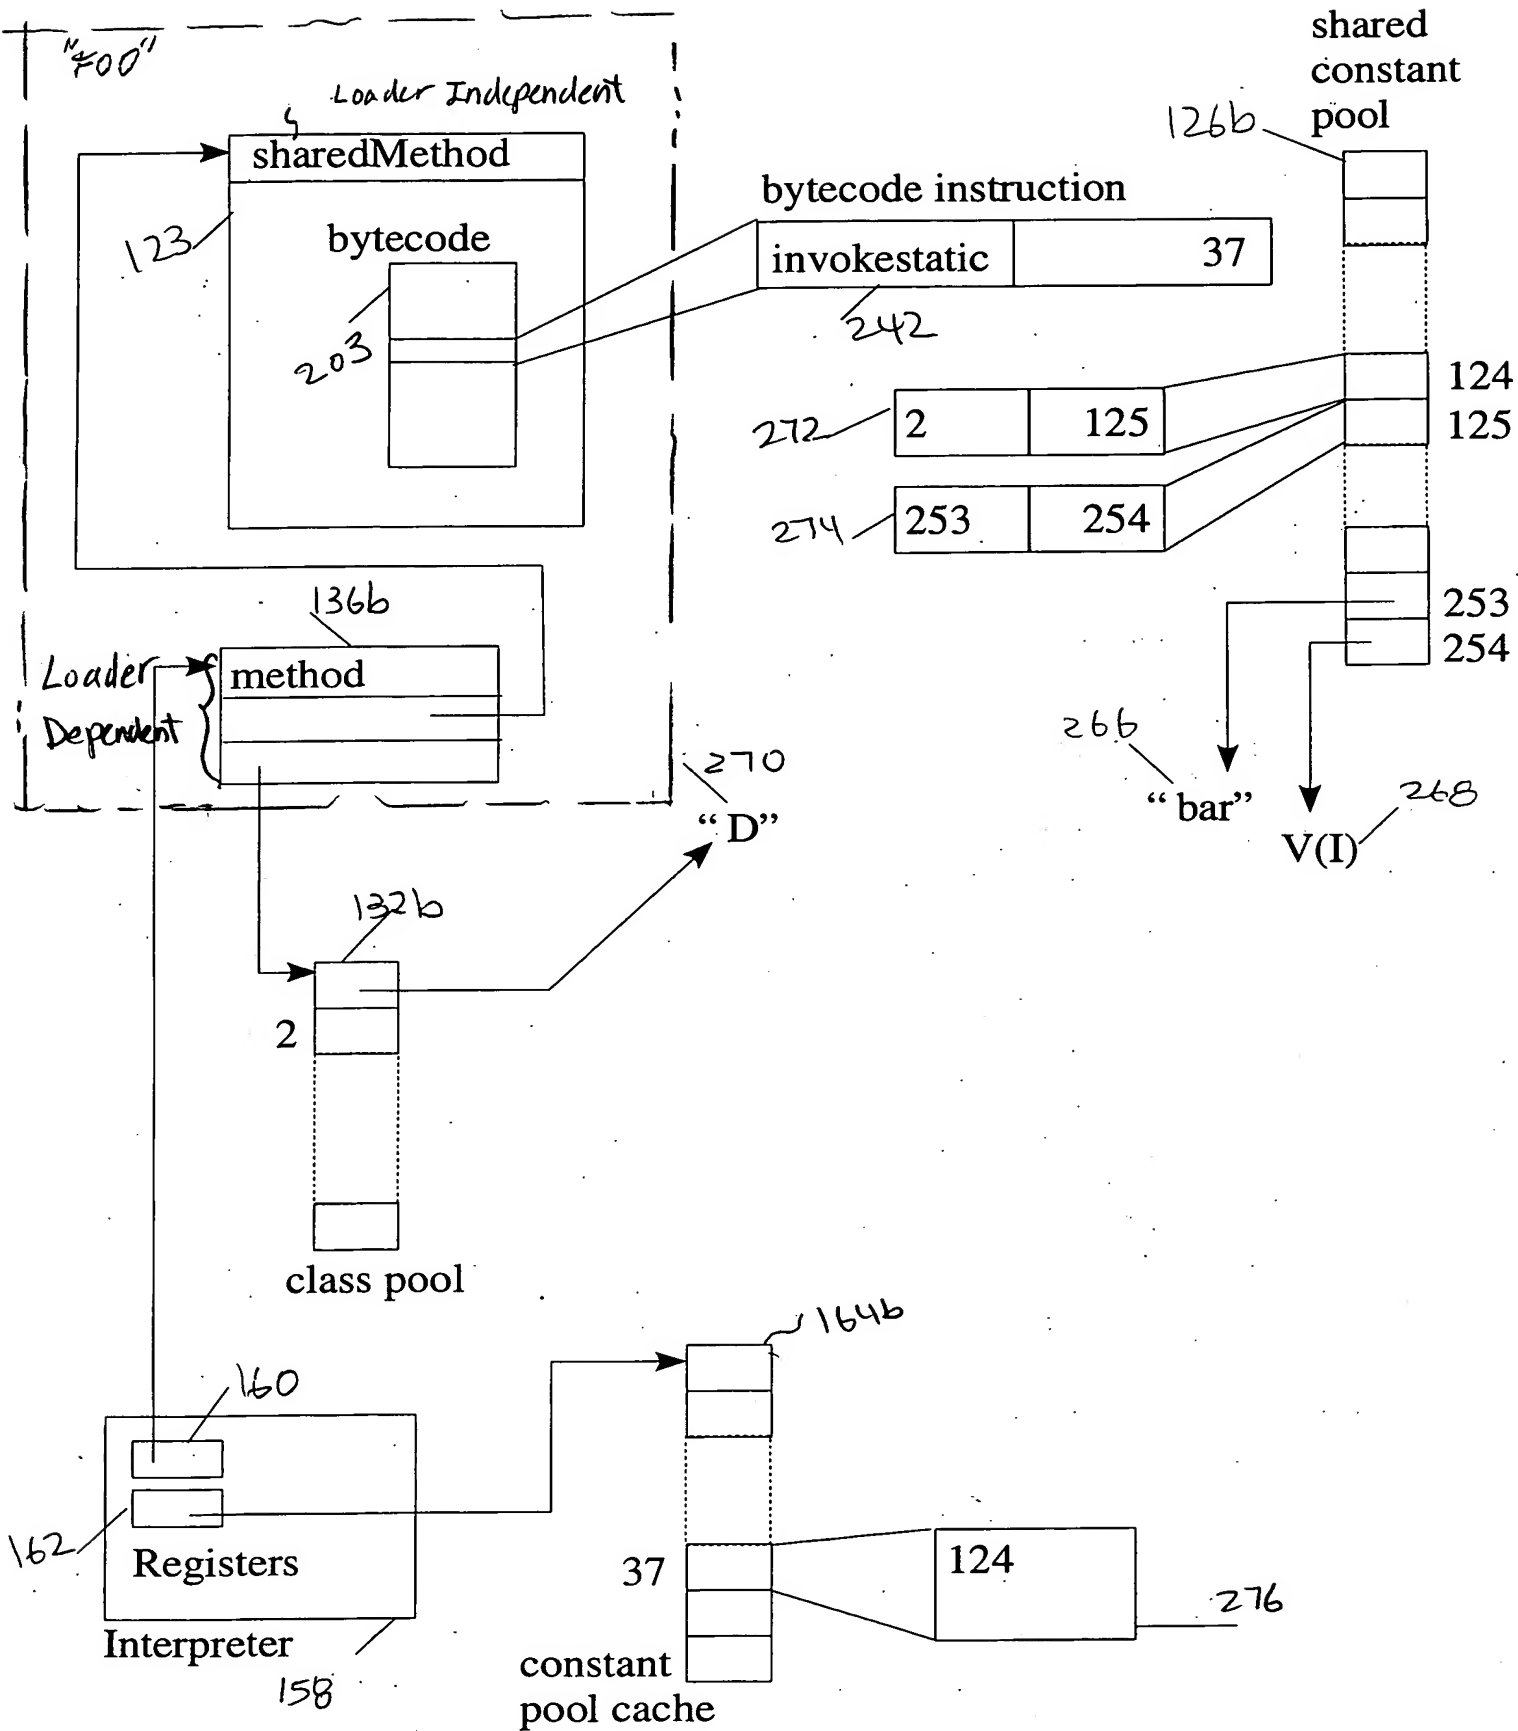 "FOO"
Loader Independent
sharedMethod
123
bytecode
203
bytecode instruction
invokestatic
37
242
shared
constant
pool
126b
124
125
272
2
125
274
253
254
253
254
266
"bar"
V(I)
268
136b
Loader
Dependent
method
270
"D"
132b
2
class pool
160
162
Registers
Interpreter
158
164b
37
124
276
constant
pool cache